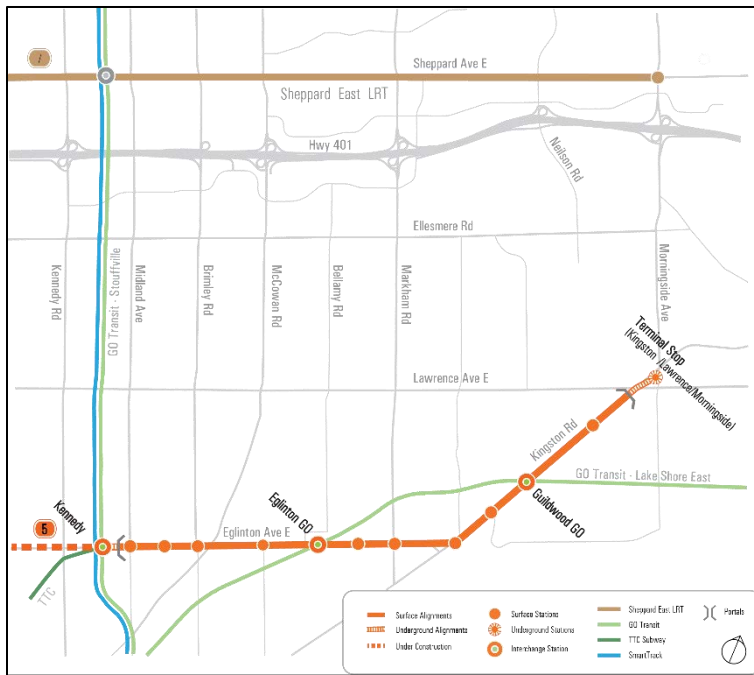 Sheppard Ave E
Sheppard East LRT
Hwy 401
Neilson Rd
Ellesmere Rd
Kennedy Rd
GO Transit - Stouffville
Midland Ave
Brimley Rd
McCowan Rd
Bellamy Rd
Markham Rd
Morningside Ave
Terminal Stop
(Kingston /Lawrence/Morningside)
Lawrence Ave E
Kingston Rd
GO Transit - Lake Shore East
Guildwood GO
Eglinton GO
Kennedy
5
Eglinton Ave E
TTC
Surface Alignments
Underground Alignments
Under Construction
Surface Stations
Underground Stations
Interchange Station
Sheppard East LRT
GO Transit
TTC Subway
SmartTrack
Portals